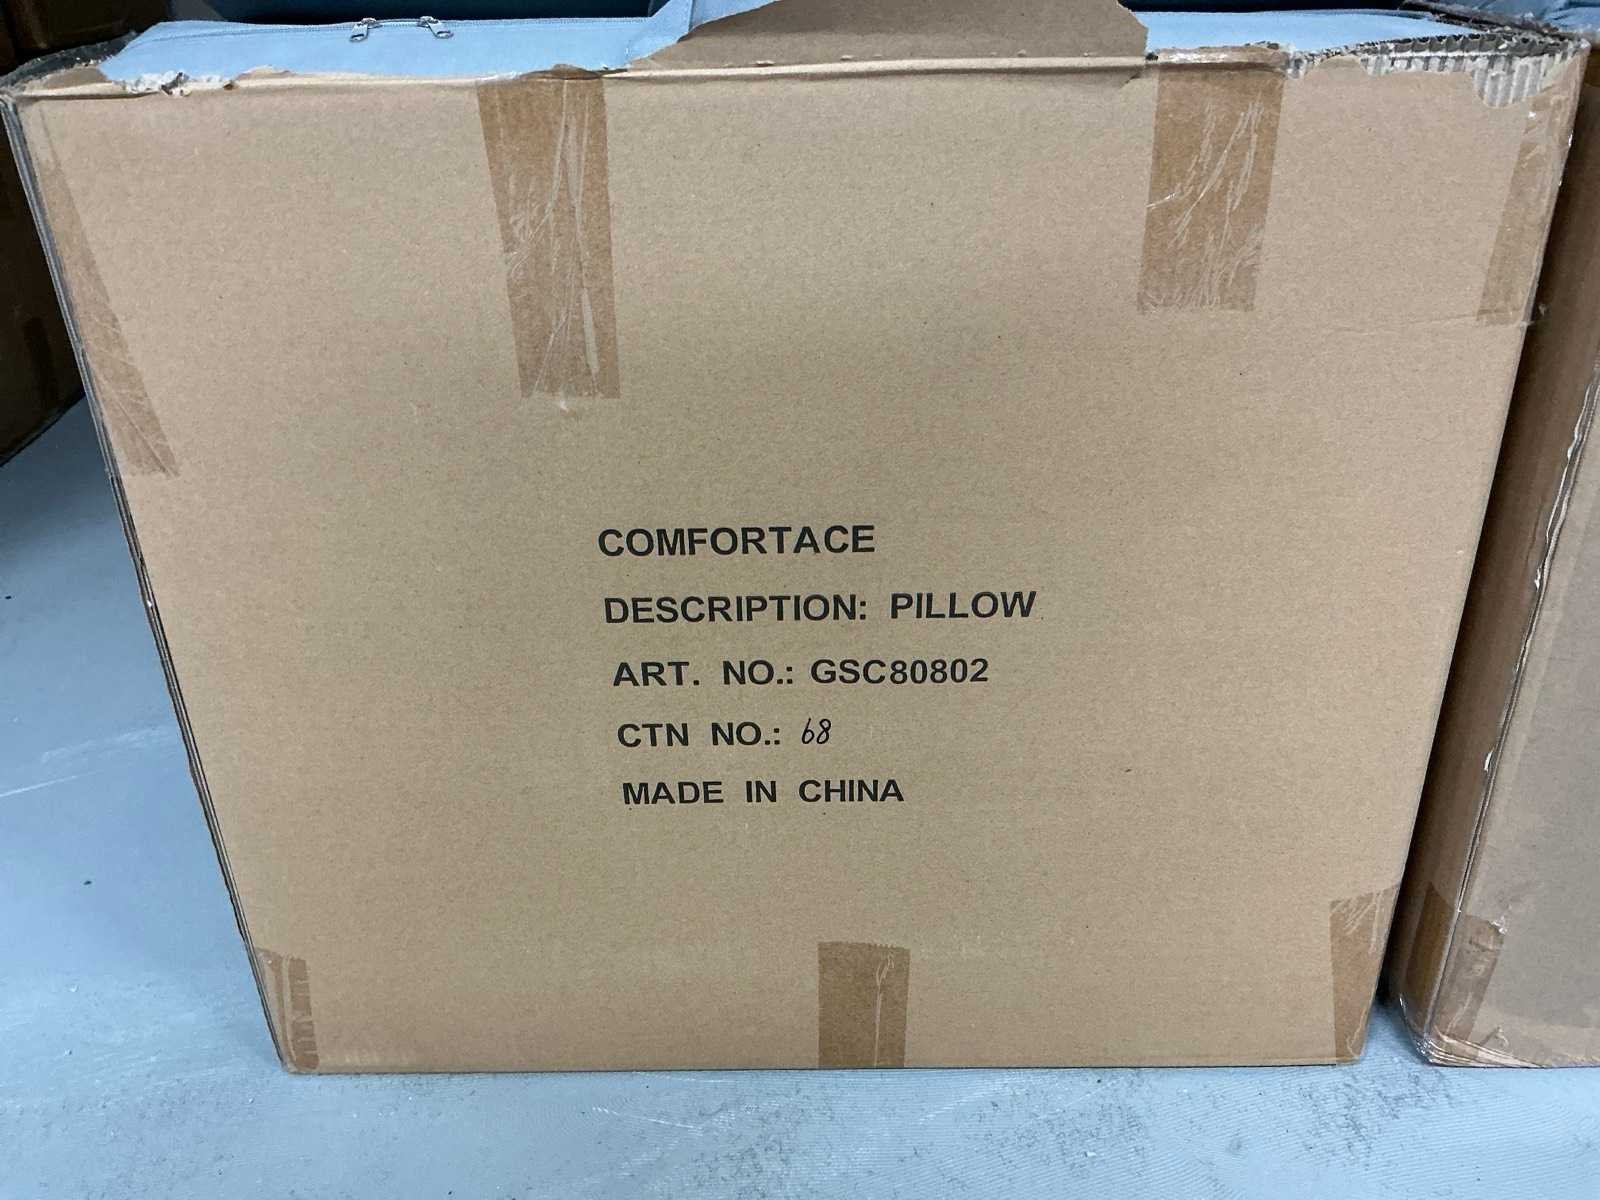 COMFORTACE
DESCRIPTION: PILLOW
ART. NO.: GSC80802
CTN NO.: 68
MADE IN CHINA